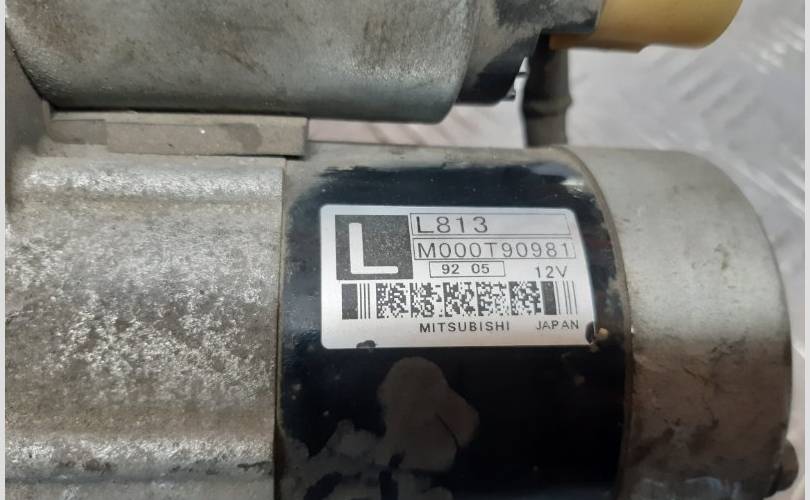 L
L813
M000T90981
92 05 12V
MITSUBISHI JAPAN